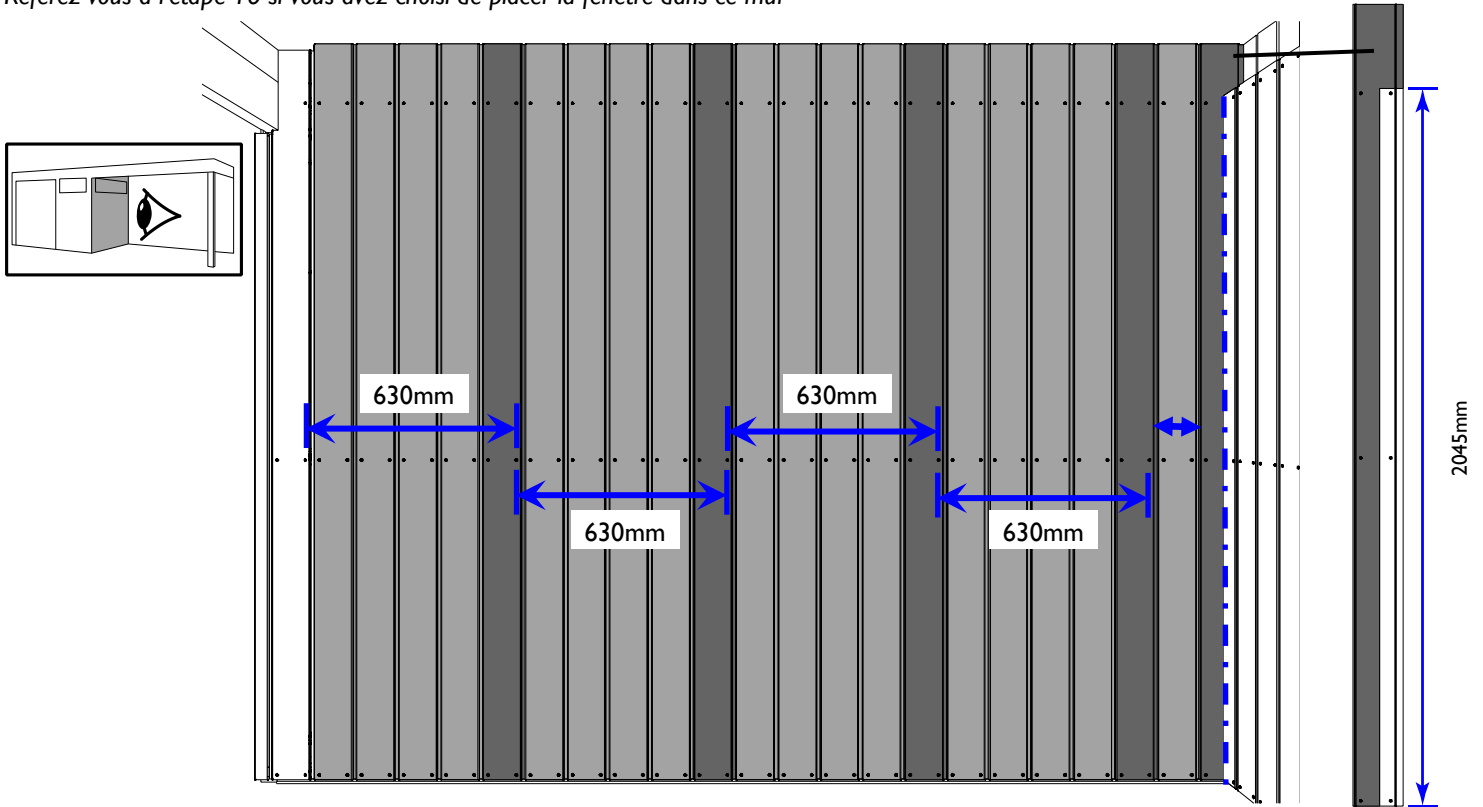 Référez-vous à l'étape 10 si vous avez choisi de placer la fenêtre dans ce mur
630mm
630mm
630mm
630mm
2045mm